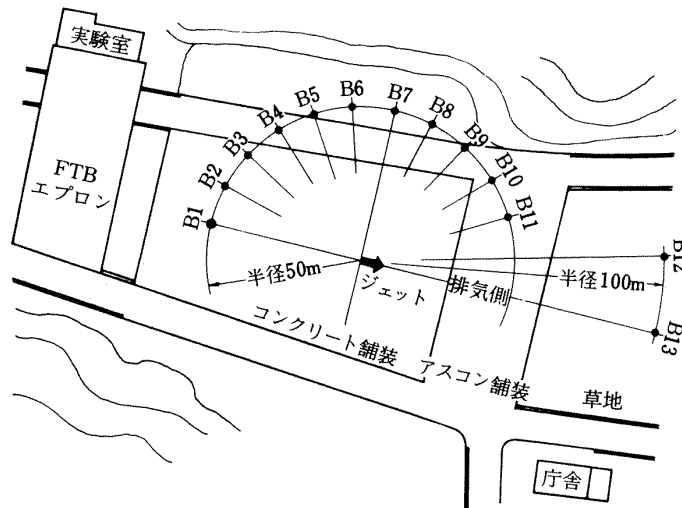 実験室
FTB
エプロン
B1
B2
B3
B4
B5
B6
B7
B8
B9
B10
B11
B12
B13
半径50m
ジェット
排気側
半径100m
コンクリート舗装
アスコン舗装
草地
庁舎